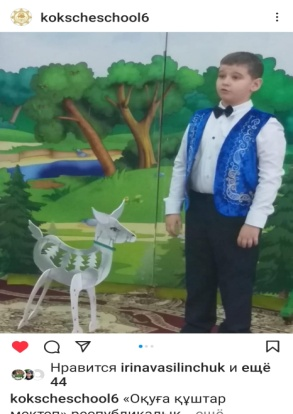 kokscheschool6
Нравится irinavasilinchuk и ещё
44
kokscheschool6 «Оқуға құштар
мектеп» республикалық... ещё